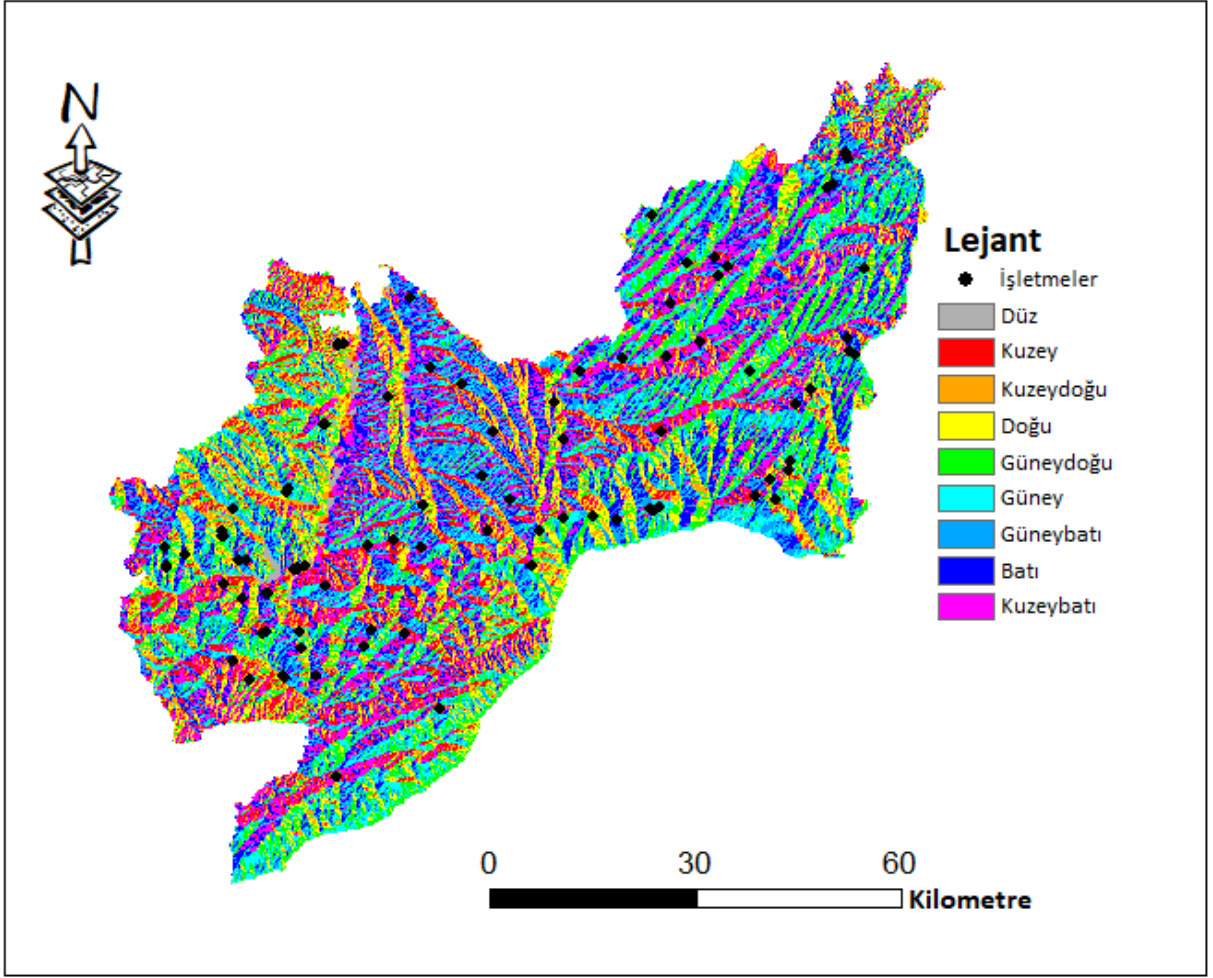 N
Lejant
İşletmeler
Düz
Kuzey
Kuzeydoğu
Doğu
Güneydoğu
Güney
Güneybatı
Batı
Kuzeybatı
0 30 60
Kilometre